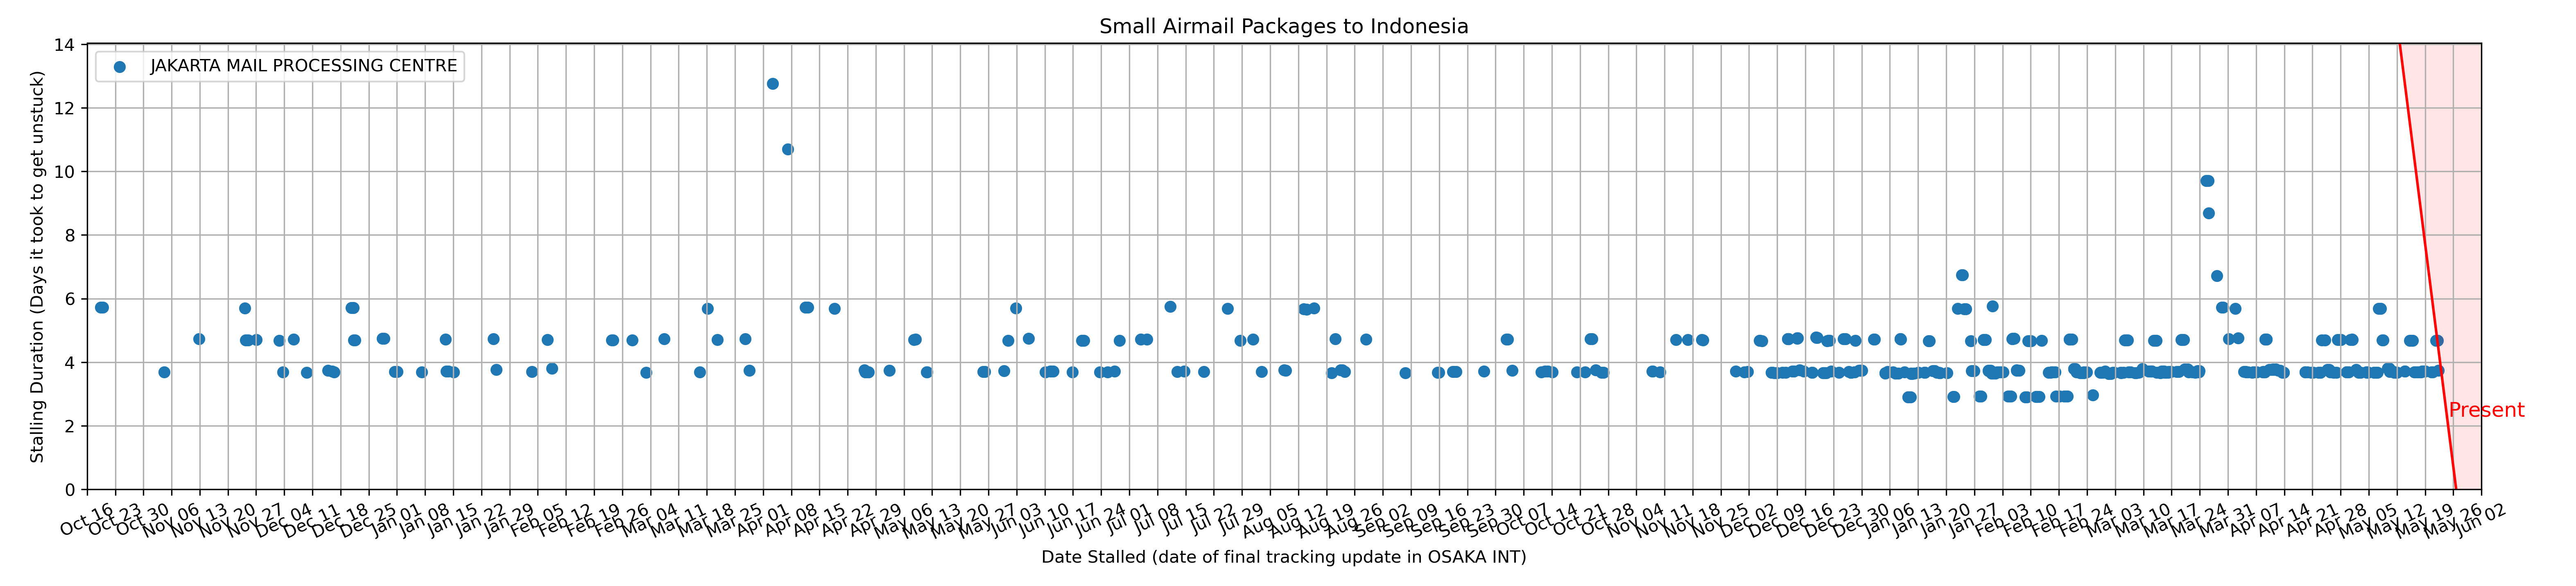 Small Airmail Packages to Indonesia
JAKARTA MAIL PROCESSING CENTRE
Stalling Duration (Days it took to get unstuck)
14
12
10
8
6
4
2
0
Present
Oct 16 Oct 23 Oct 30 Nov 06 Nov 13 Nov 20 Nov 27 Dec 04 Dec 11 Dec 18 Dec 25 Jan 01 Jan 08 Jan 15 Jan 22 Jan 29 Feb 05 Feb 12 Feb 19 Feb 26 Mar 04 Mar 11 Mar 18 Mar 25 Apr 01 Apr 08 Apr 15 Apr 22 Apr 29 May 06 May 13 May 20 May 27 Jun 03 Jun 10 Jun 17 Jun 24 Jul 01 Jul 08 Jul 15 Jul 22 Jul 29 Aug 05 Aug 12 Aug 19 Aug 26 Sep 02 Sep 09 Sep 16 Sep 23 Sep 30 Oct 07 Oct 14 Oct 21 Oct 28 Nov 04 Nov 11 Nov 18 Nov 25 Dec 02 Dec 09 Dec 16 Dec 23 Dec 30 Jan 06 Jan 13 Jan 20 Jan 27 Feb 03 Feb 10 Feb 17 Feb 24 Mar 03 Mar 10 Mar 17 Mar 24 Mar 31 Apr 07 Apr 14 Apr 21 Apr 28 May 05 May 12 May 19 May 26 Jun 02
Date Stalled (date of final tracking update in OSAKA INT)